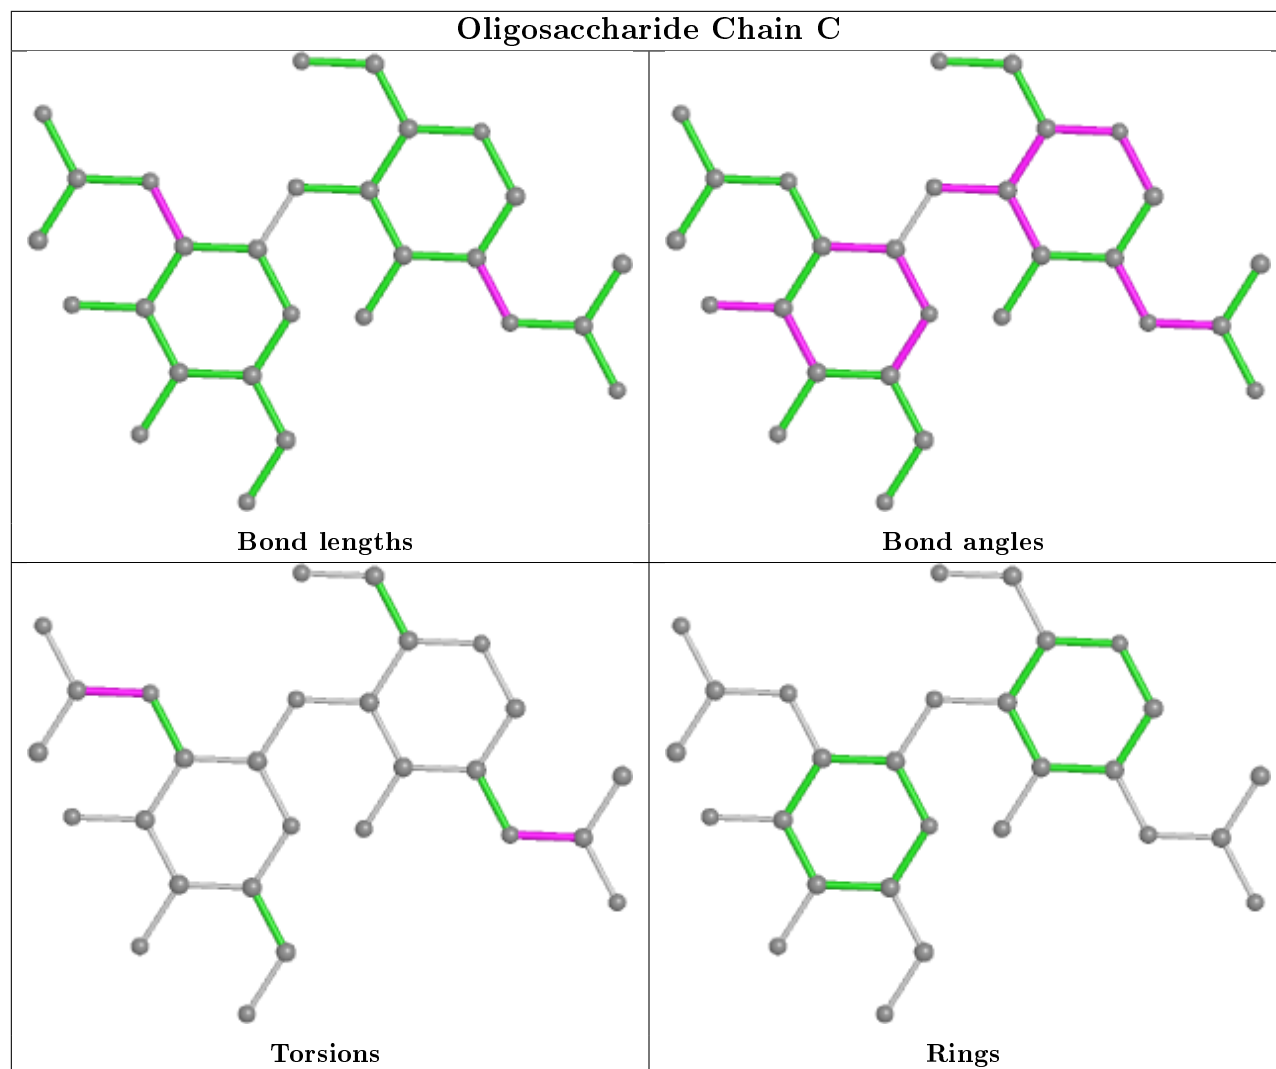 Oligosaccharide Chain C
Bond lengths
Bond angles
Torsions
Rings